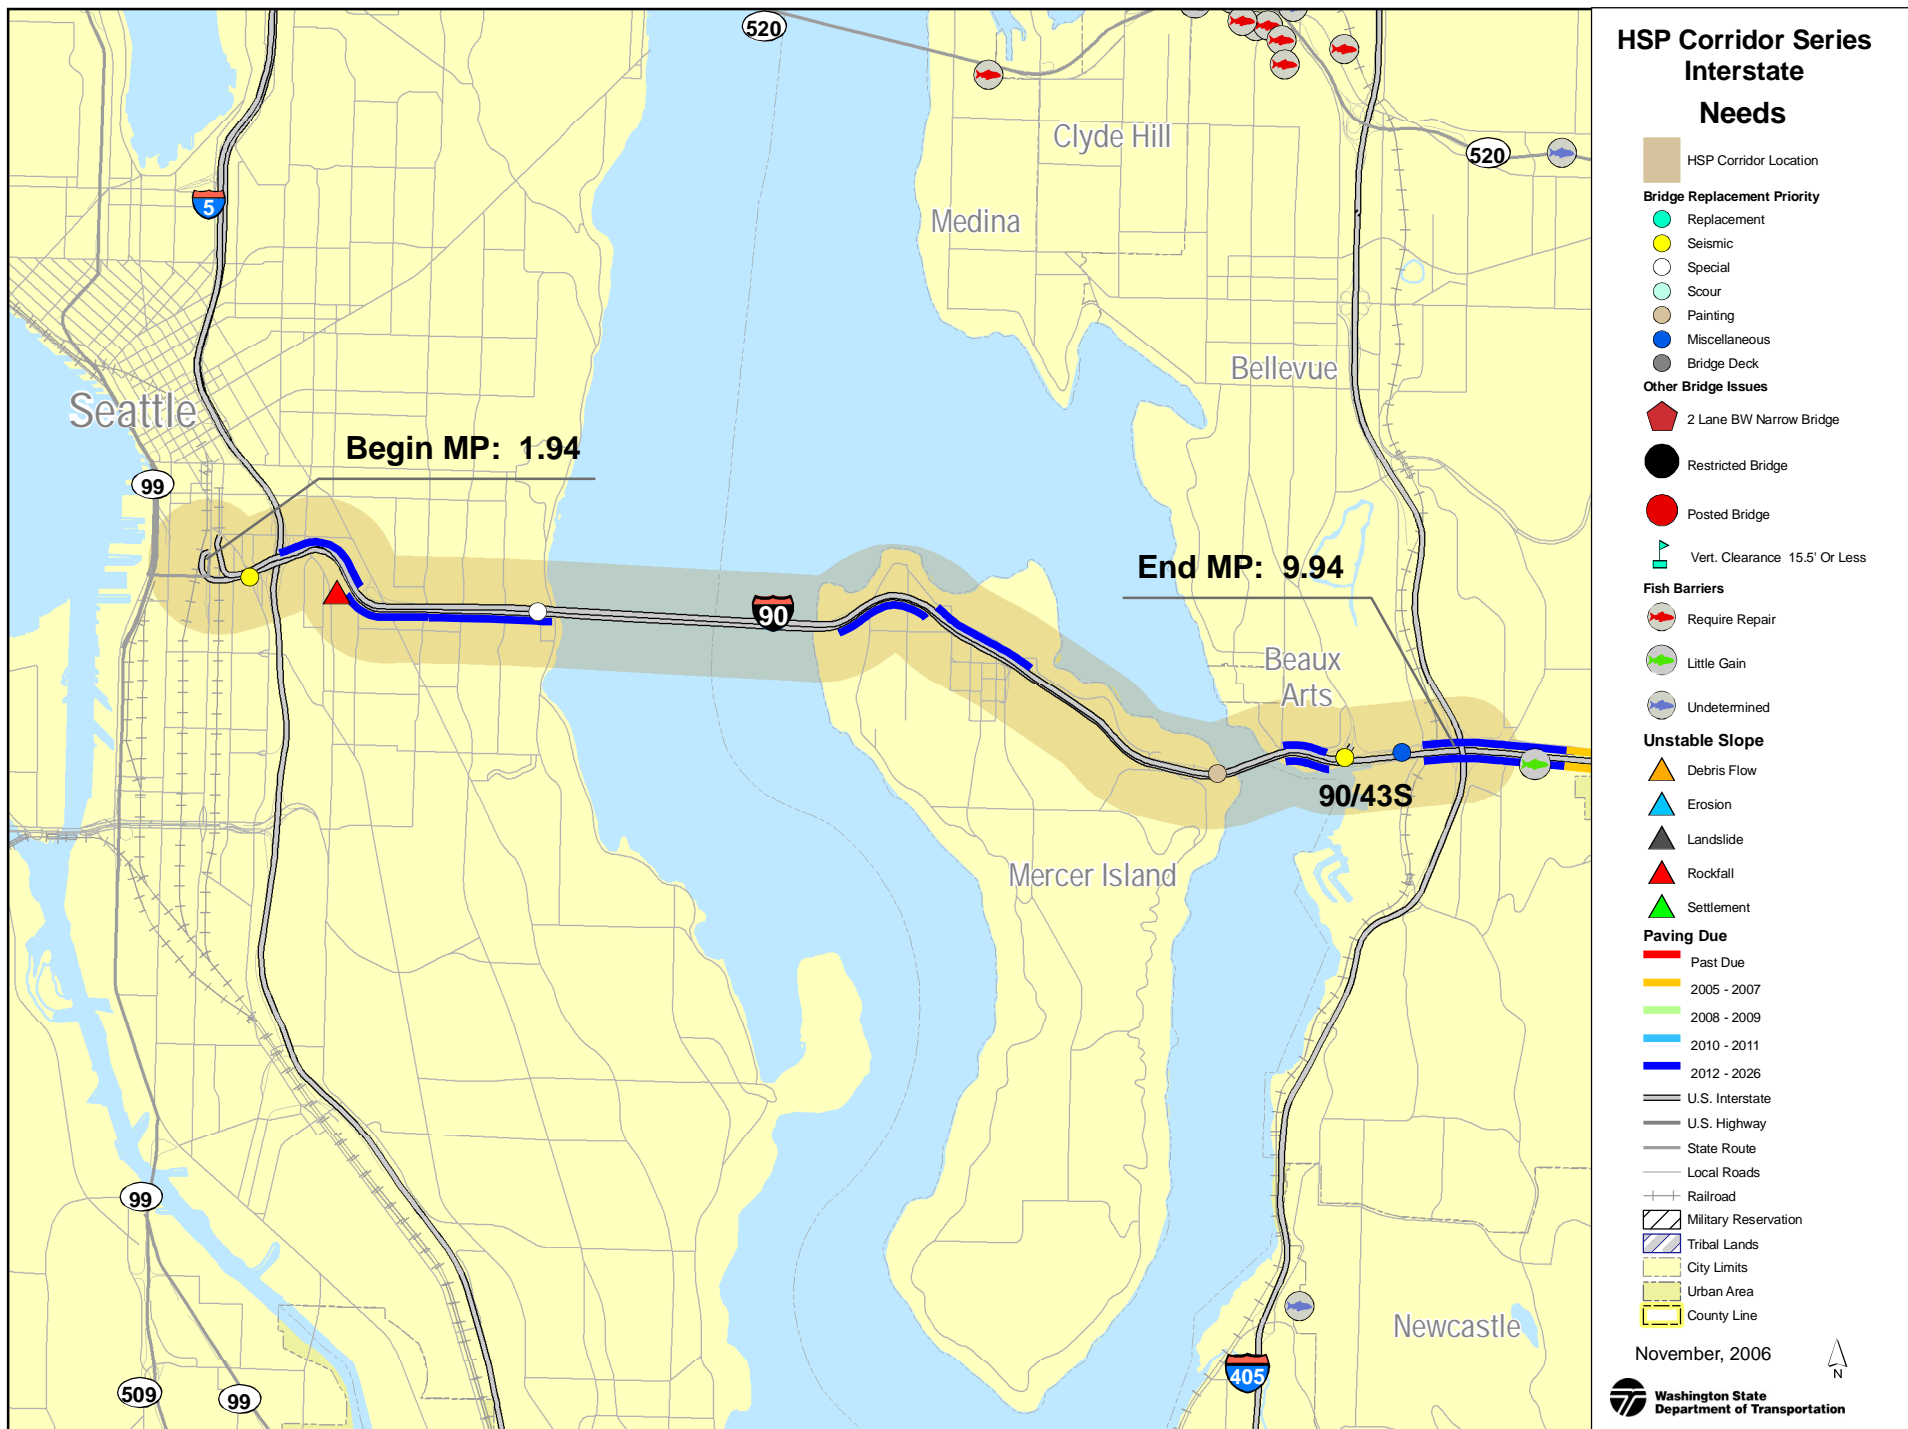 520
Clyde Hill
520
5
Medina
Bellevue
Seattle
Begin MP:  1.94
99
End MP:  9.94
90
Beaux
Arts
90/43S
Mercer Island
99
Newcastle
405
509
99
HSP Corridor Series
Interstate
Needs
HSP Corridor Location
Bridge Replacement Priority
Replacement
Seismic
Special
Scour
Painting
Miscellaneous
Bridge Deck
Other Bridge Issues
2 Lane BW Narrow Bridge
Restricted Bridge
Posted Bridge
Vert. Clearance  15.5' Or Less
Fish Barriers
Require Repair
Little Gain
Undetermined
Unstable Slope
Debris Flow
Erosion
Landslide
Rockfall
Settlement
Paving Due
Past Due
2005 - 2007
2008 - 2009
2010 - 2011
2012 - 2026
U.S. Interstate
U.S. Highway
State Route
Local Roads
Railroad
Military Reservation
Tribal Lands
City Limits
Urban Area
County Line
November, 2006
N
Washington State
Department of Transportation